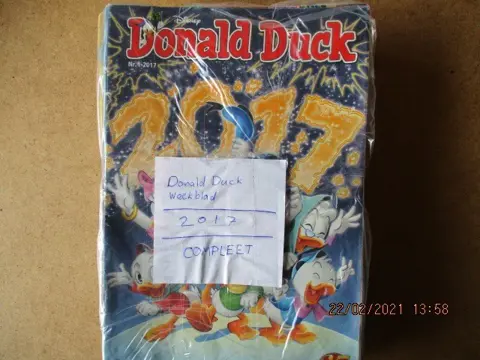 Disney
Donald Duck
Nr. 1-2017
2017
Donald Duck
Weekblad
2017
COMPLEET
22/02/2021 13:58